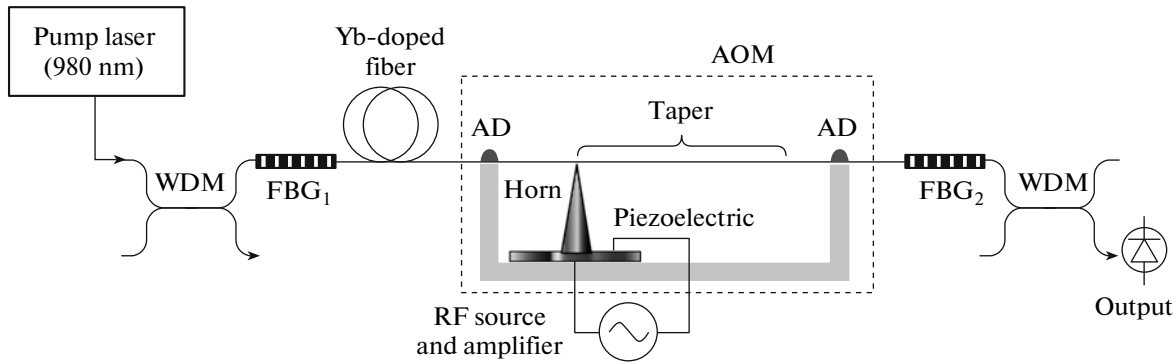 Pump laser
(980 nm)
Yb-doped
fiber
AOM
Taper
AD
AD
WDM
FBG1
Horn
Piezoelectric
FBG2
WDM
RF source
and amplifier
Output